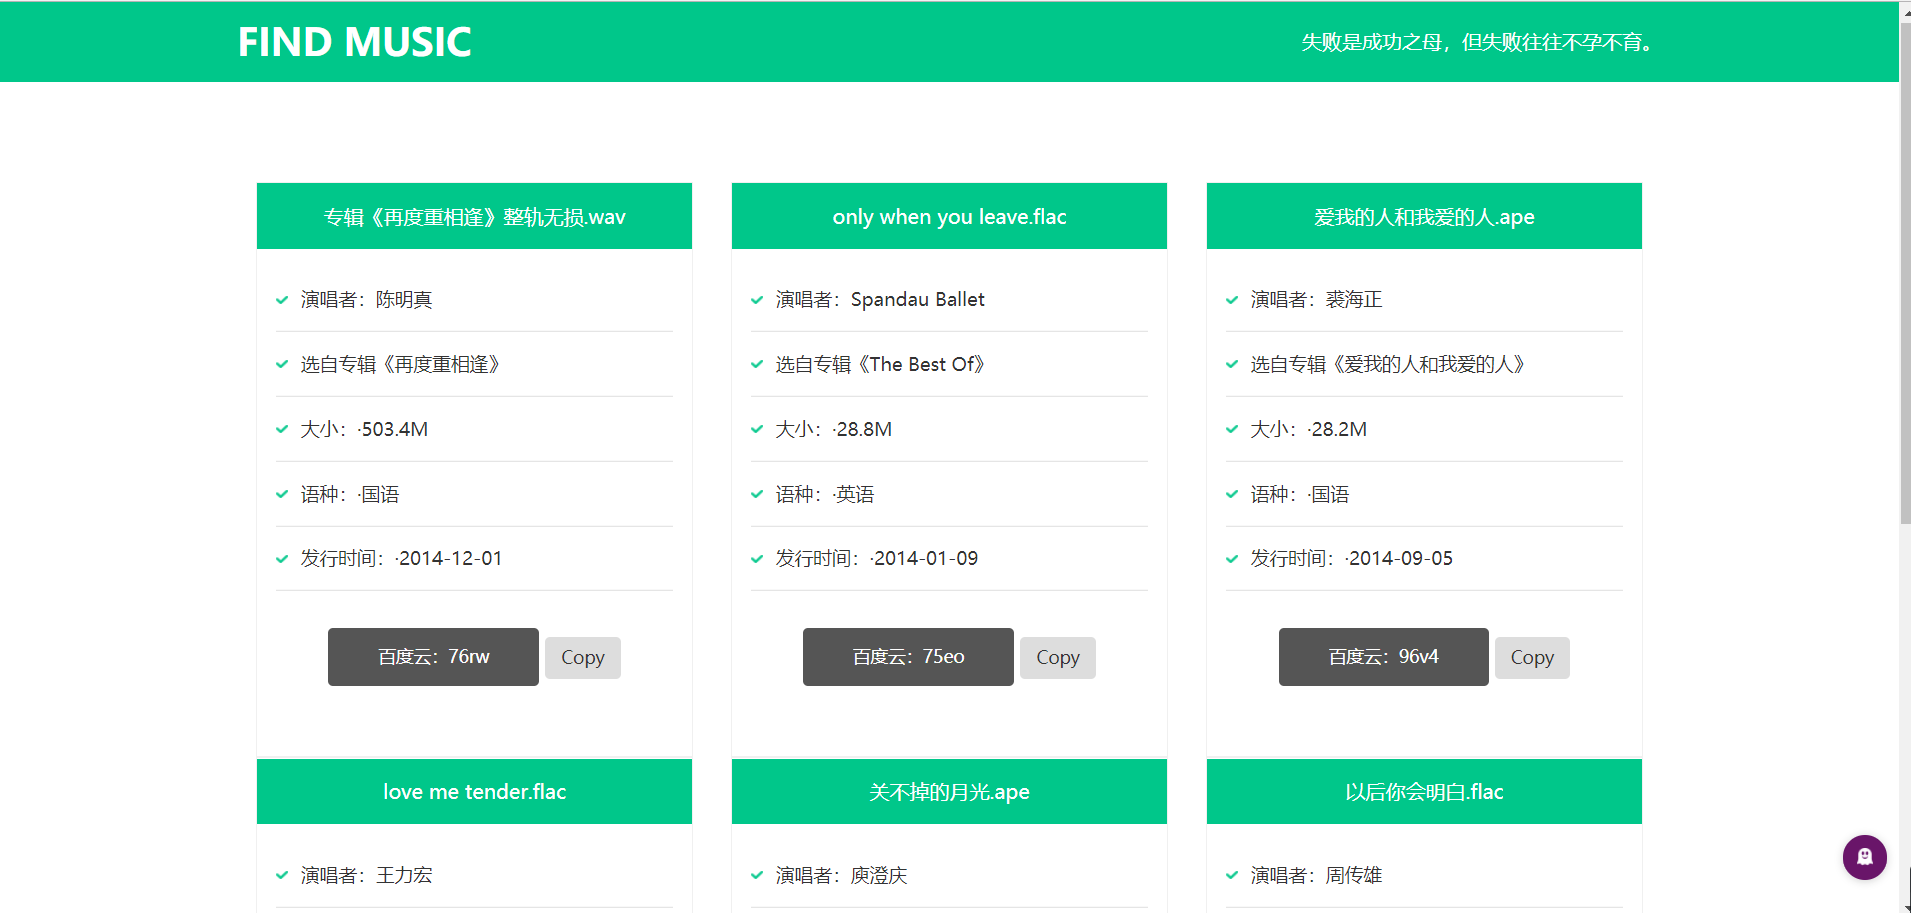 FIND MUSIC
失败是成功之母，但失败往往不孕不育。
专辑《再度重相逢》整轨无损.wav
演唱者：陈明真
选自专辑《再度重相逢》
大小：·503.4M
语种：·国语
发行时间：·2014-12-01
百度云：76rw
Copy
only when you leave.flac
演唱者：Spandau Ballet
选自专辑《The Best Of》
大小：·28.8M
语种：·英语
发行时间：·2014-01-09
百度云：75eo
Copy
爱我的人和我爱的人.ape
演唱者：裘海正
选自专辑《爱我的人和我爱的人》
大小：·28.2M
语种：·国语
发行时间：·2014-09-05
百度云：96v4
Copy
love me tender.flac
演唱者：王力宏
关不掉的月光.ape
演唱者：庾澄庆
以后你会明白.flac
演唱者：周传雄